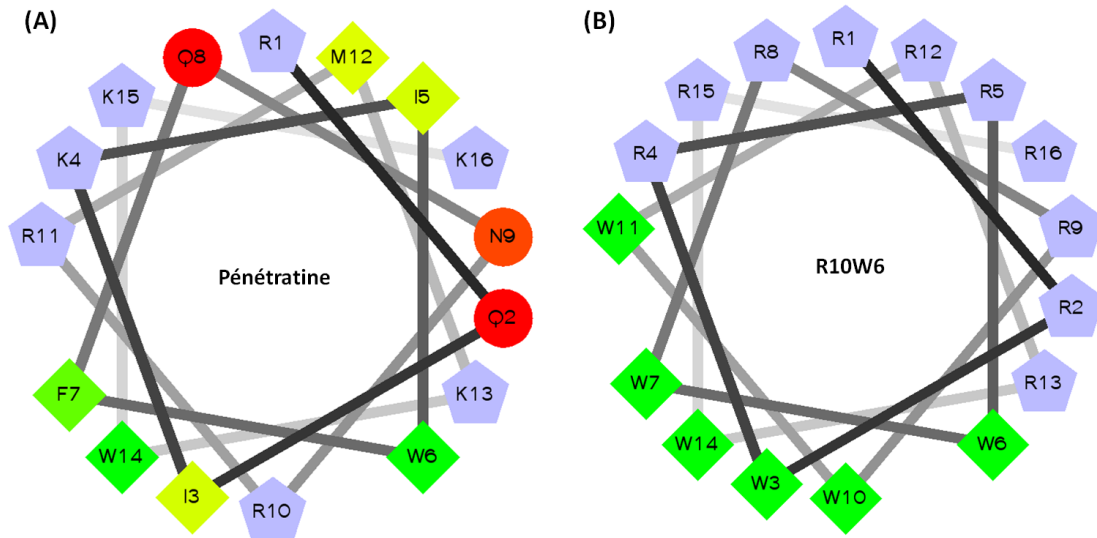 (A)
(B)
Q8
R1
M12
I5
K15
K4
K16
R11
N9
Pénétratine
Q2
F7
K13
W14
W6
I3
R10
R1
R8
R12
R15
R5
R4
R16
W11
R9
R10W6
R2
W7
R13
W14
W6
W3
W10